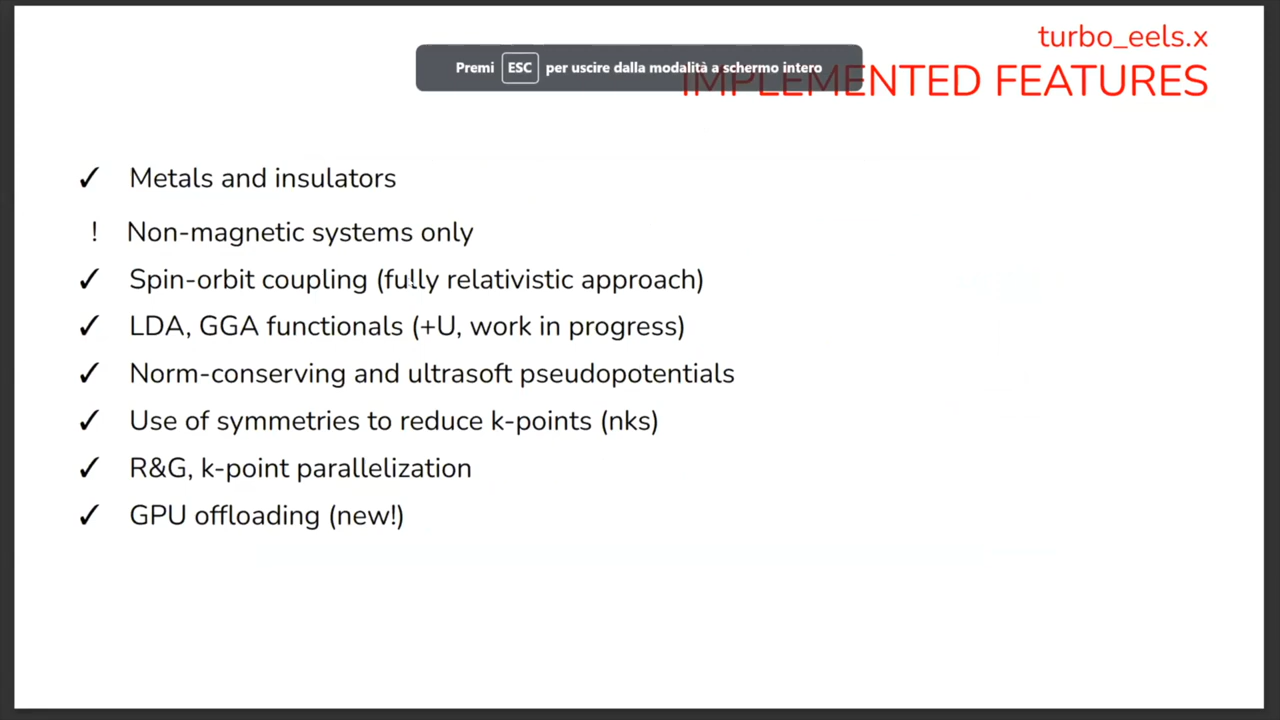 turbo_eels.x
Premi ESC per uscire dalla modalità a schermo intero
IMPLEMENTED FEATURES
✓ Metals and insulators
! Non-magnetic systems only
✓ Spin-orbit coupling (fully relativistic approach)
✓ LDA, GGA functionals (+U, work in progress)
✓ Norm-conserving and ultrasoft pseudopotentials
✓ Use of symmetries to reduce k-points (nks)
✓ R&G, k-point parallelization
✓ GPU offloading (new!)